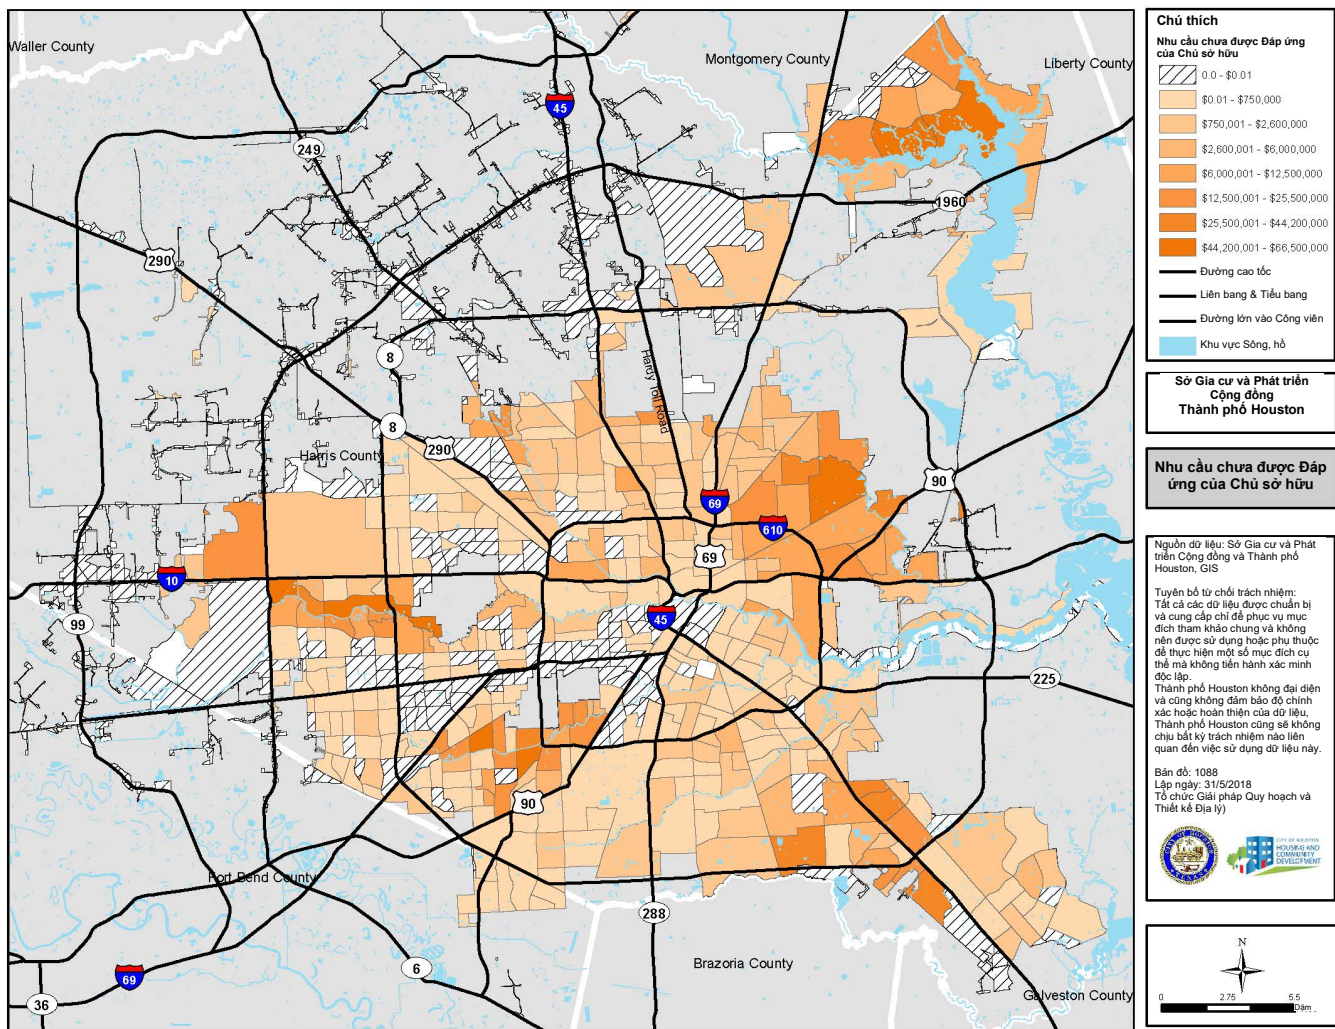 Waller County
Montgomery County
Liberty County
45
249
1960
290
8
Hardy Toll Road
8
290
Harris County
90
69
610
69
10
45
99
225
90
Fort Bend County
288
6
69
36
Brazoria County
Galveston County
Chú thích
Nhu cầu chưa được Đáp ứng
của Chủ sở hữu
0.0 - $0.01
$0.01 - $750,000
$750,001 - $2,600,000
$2,600,001 - $6,000,000
$6,000,001 - $12,500,000
$12,500,001 - $25,500,000
$25,500,001 - $44,200,000
$44,200,001 - $66,500,000
Đường cao tốc
Liên bang & Tiểu bang
Đường lớn vào Công viên
Khu vực Sông, hồ
Sở Gia cư và Phát triển
Cộng đồng
Thành phố Houston
Nhu cầu chưa được Đáp
ứng của Chủ sở hữu
Nguồn dữ liệu: Sở Gia cư và Phát
triển Cộng đồng và Thành phố
Houston, GIS
Tuyên bố từ chối trách nhiệm:
Tất cả các dữ liệu được chuẩn bị
và cung cấp chỉ để phục vụ mục
đích tham khảo chung và không
nên được sử dụng hoặc phụ thuộc
để thực hiện một số mục đích cụ
thể mà không tiến hành xác minh
độc lập.
Thành phố Houston không đại diện
và cũng không đảm bảo độ chính
xác hoặc hoàn thiện của dữ liệu,
Thành phố Houston cũng sẽ không
chịu bất kỳ trách nhiệm nào liên
quan đến việc sử dụng dữ liệu này.
Bản đồ: 1088
Lập ngày: 31/5/2018
Tổ chức Giải pháp Quy hoạch và
Thiết kế Địa lý)
CITY OF HOUSTON
HOUSING AND
COMMUNITY
DEVELOPMENT
N
0 2.75 5.5
Dặm